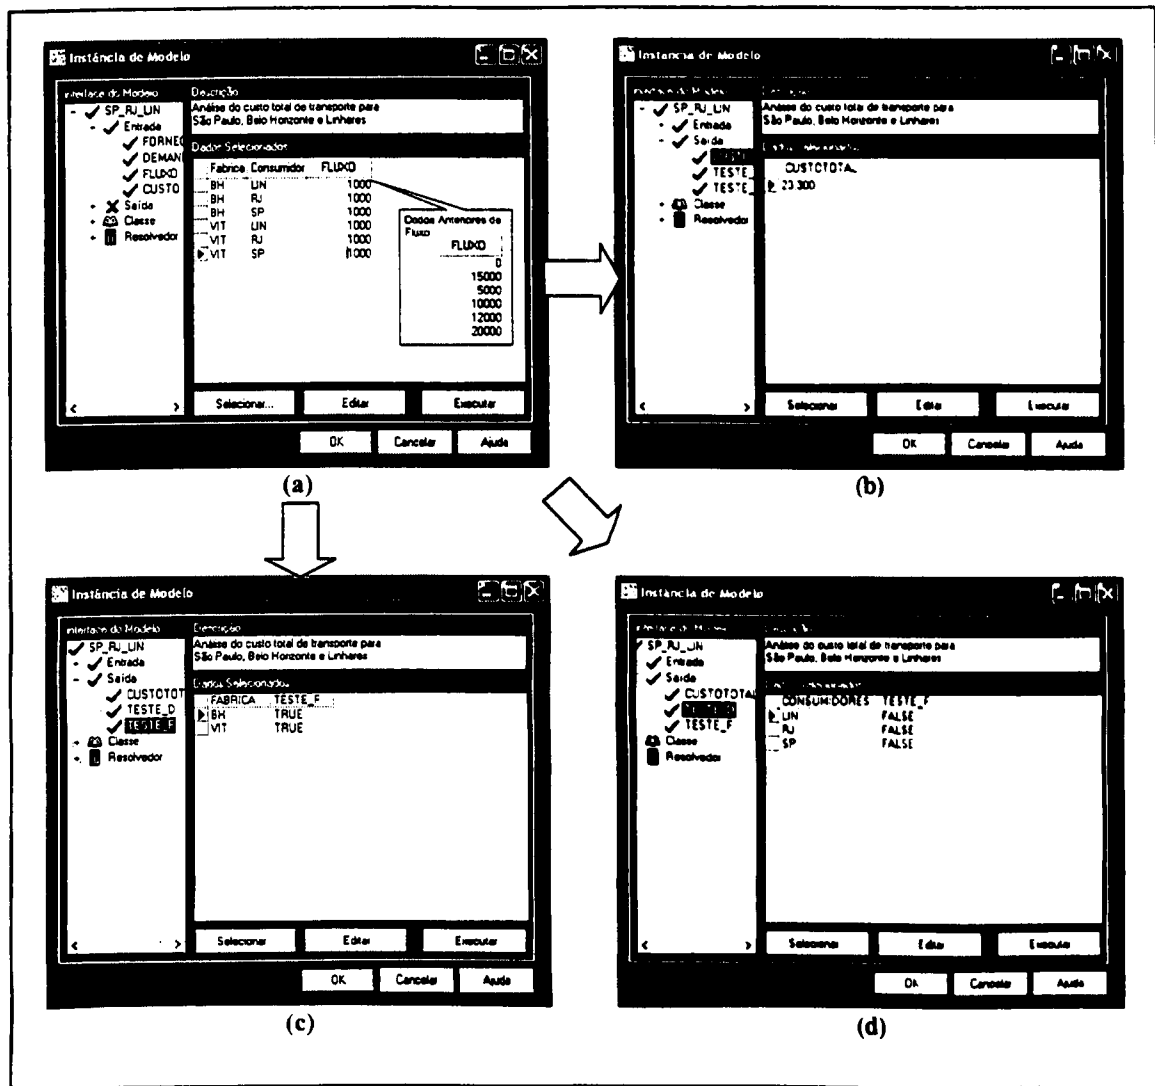 Instância de Modelo
Interface do Modelo
Descrição
SP_RJ_LIN
Entrada
FORNEC
DEMAN
FLUXO
CUSTO
Saída
Classe
Resolvedor
Análise do custo total de transporte para
São Paulo, Belo Horizonte e Linhares
Dados Selecionados
Fabrica Consumidor FLUXO
BH LIN 1000
BH RJ 1000
BH SP 1000
VIT LIN 1000
VIT RJ 1000
VIT SP 1000
Dados Anteriores de
Fluxo
FLUXO
0
15000
5000
10000
12000
20000
Selecionar... Editar Executar
OK Cancelar Ajuda
(a)
Instancia de Modelo
Interface do Modelo
SP_RJ_LIN
Entrada
Saída
TESTE_
TESTE_
Classe
Resolvedor
Análise do custo total de transporte para
São Paulo, Belo Horizonte e Linhares
Dados Selecionados
CUSTOTOTAL
23.300
Selecionar Editar Executar
OK Cancelar Ajuda
(b)
Instância de Modelo
Interface do Modelo
Descrição
SP_RJ_LIN
Entrada
Saída
CUSTOTOT
TESTE_D
TESTE_F
Classe
Resolvedor
Análise do custo total de transporte para
São Paulo, Belo Horizonte e Linhares
Dados Selecionados
FABRICA TESTE_F
BH TRUE
VIT TRUE
Selecionar Editar Executar
OK Cancelar Ajuda
(c)
Instância de Modelo
SP_RJ_LIN
Entrada
Saída
CUSTOTOTAL
TESTE_F
Classe
Resolvedor
Análise do custo total de transporte para
São Paulo, Belo Horizonte e Linhares
CONSUMIDORES TESTE_F
LIN FALSE
RJ FALSE
SP FALSE
Selecionar Editar Executar
OK Cancelar Ajuda
(d)